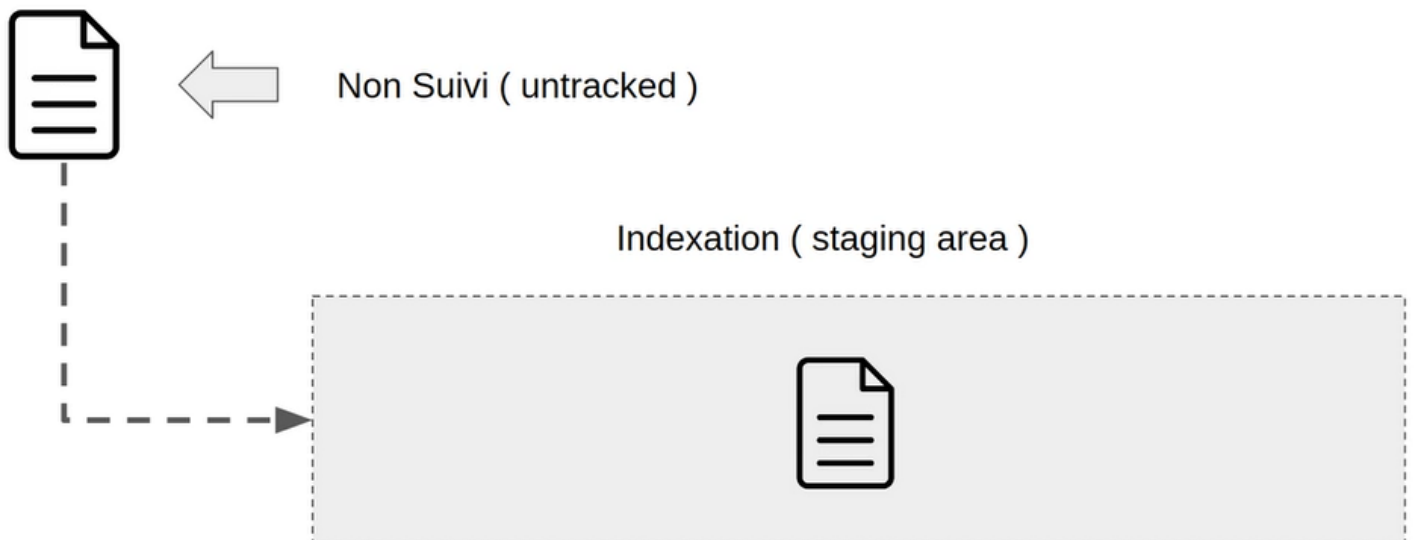 Non Suivi ( untracked )
Indexation ( staging area )